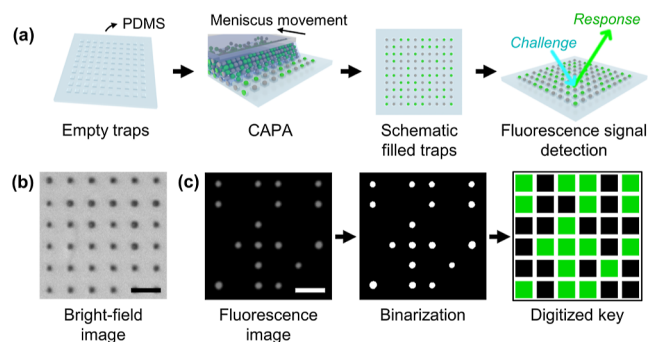 (a)
PDMS
Meniscus movement
Response
Challenge
Empty traps
CAPA
Schematic
filled traps
Fluorescence signal
detection
(b)
(c)
Bright-field
image
Fluorescence
image
Binarization
Digitized key